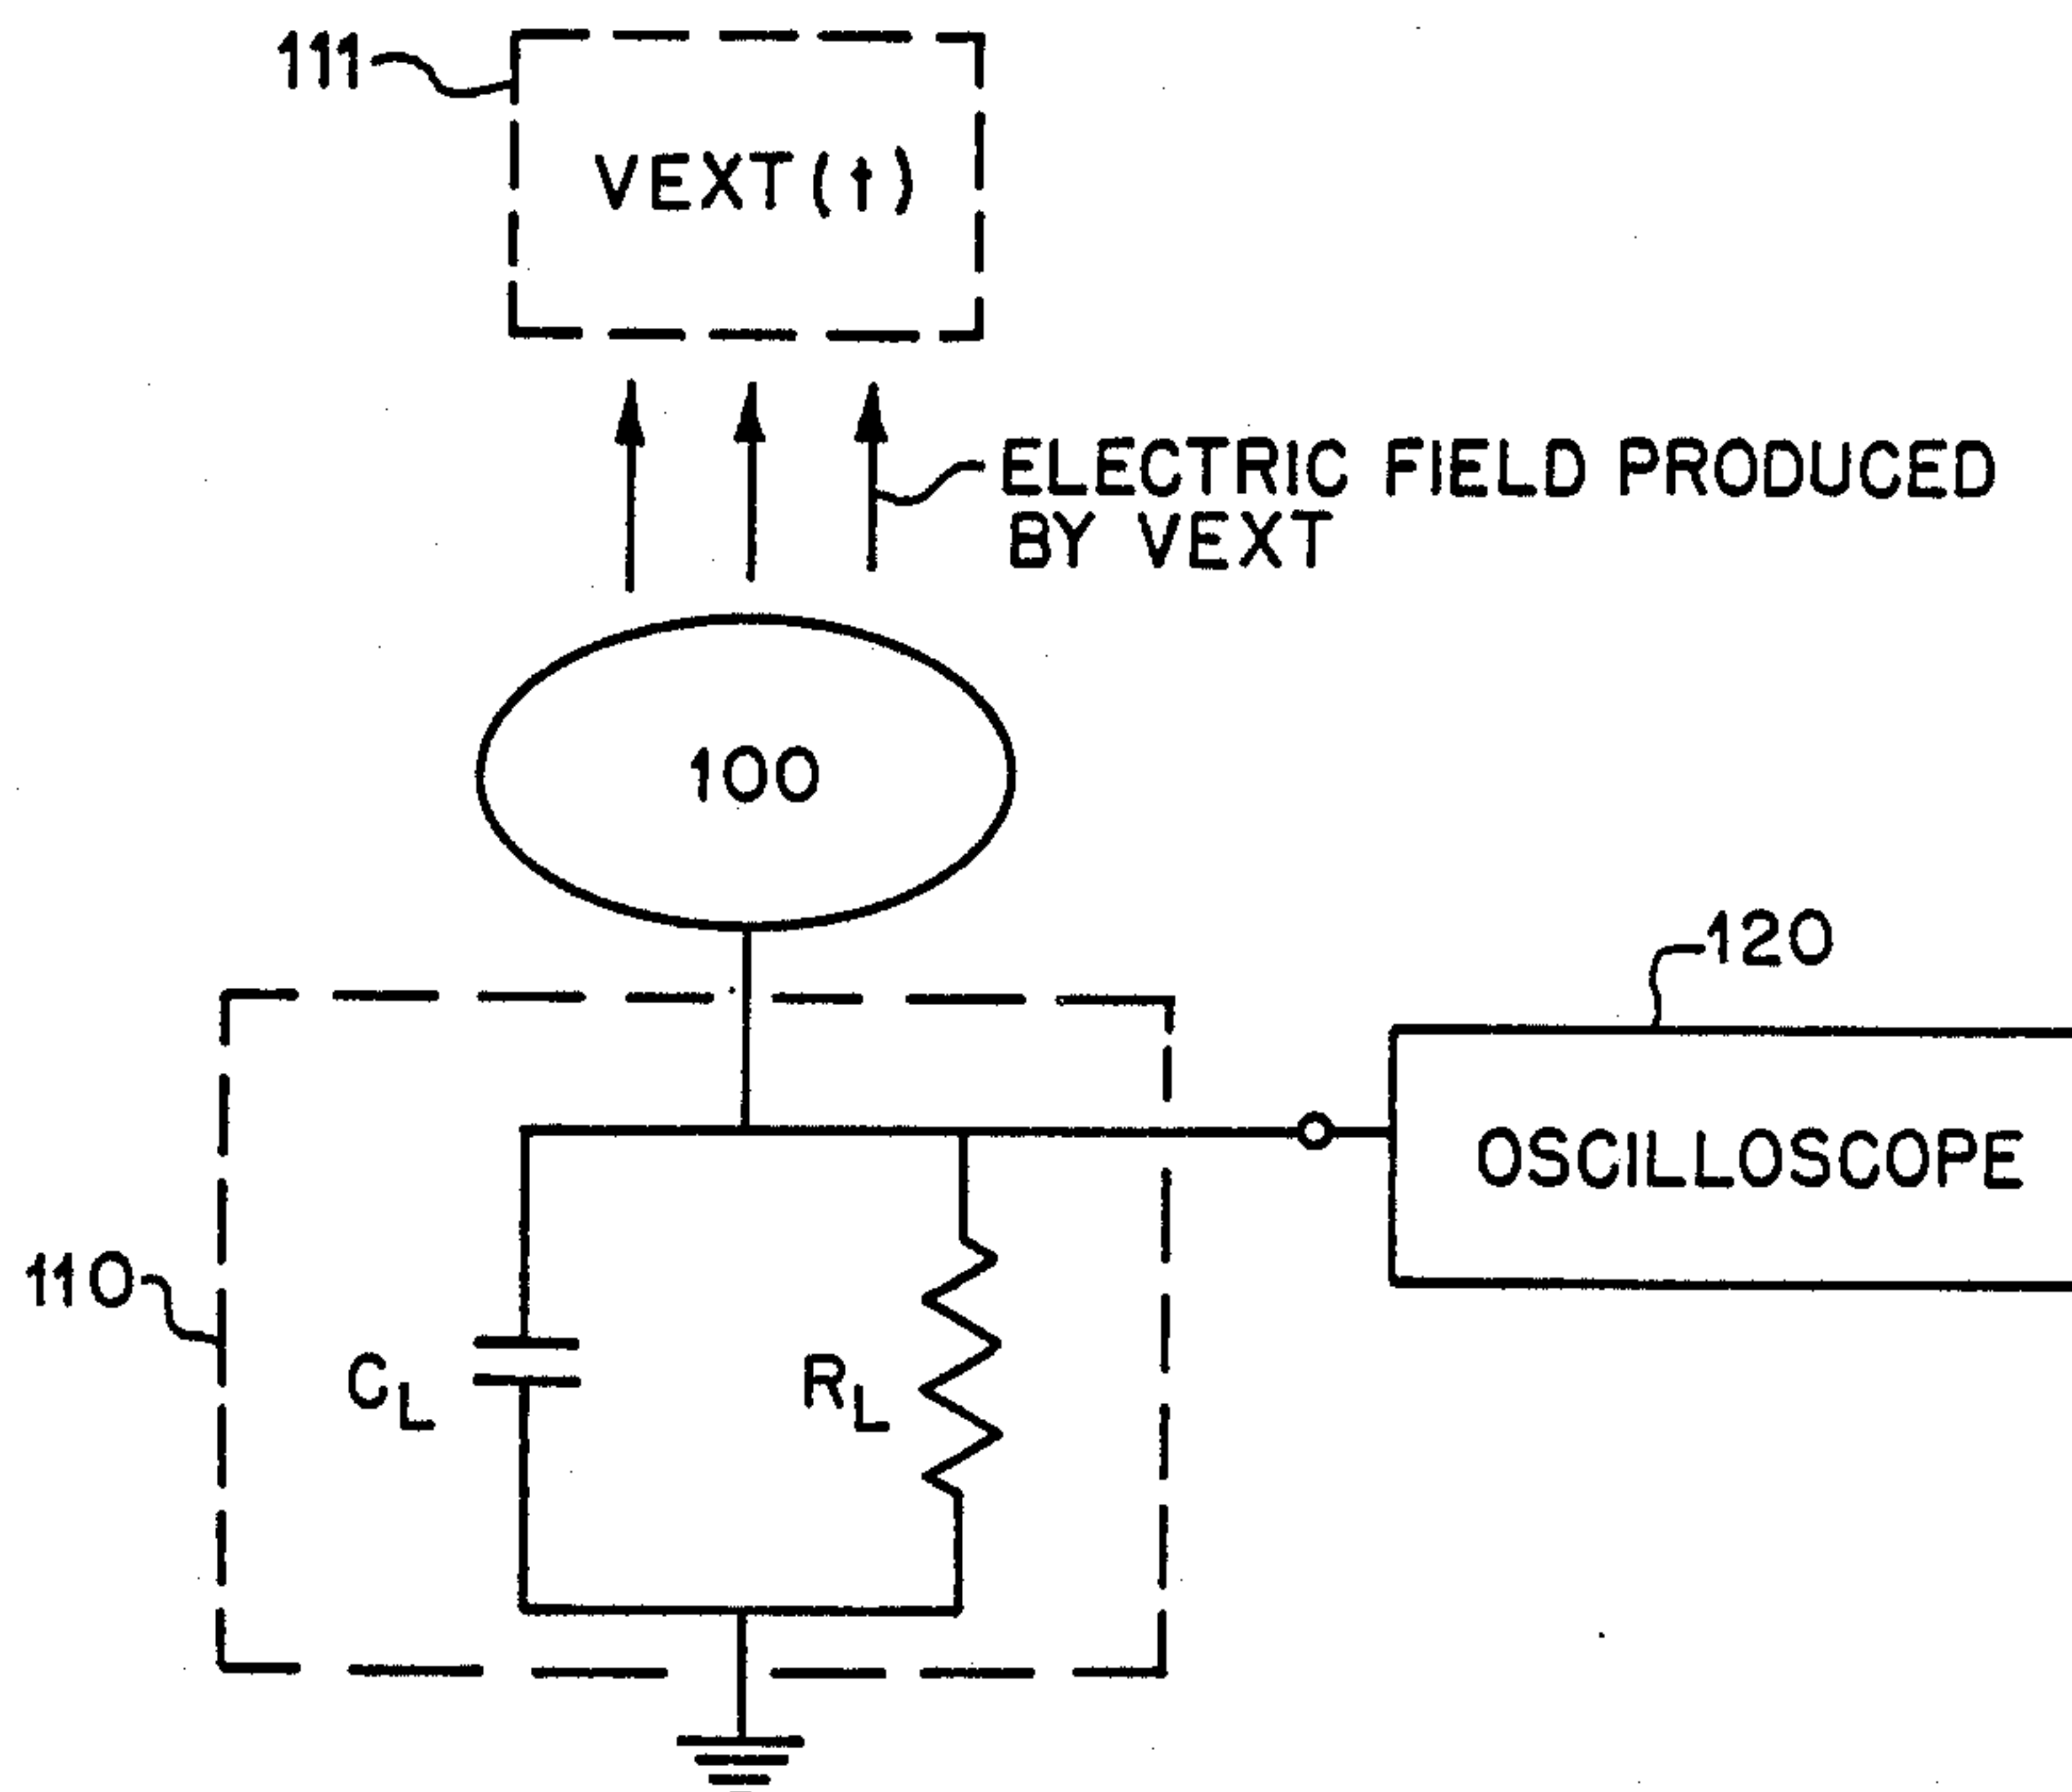 111
VEXT(t)
ELECTRIC FIELD PRODUCED
BY VEXT
100
120
OSCILLOSCOPE
110
CL
RL